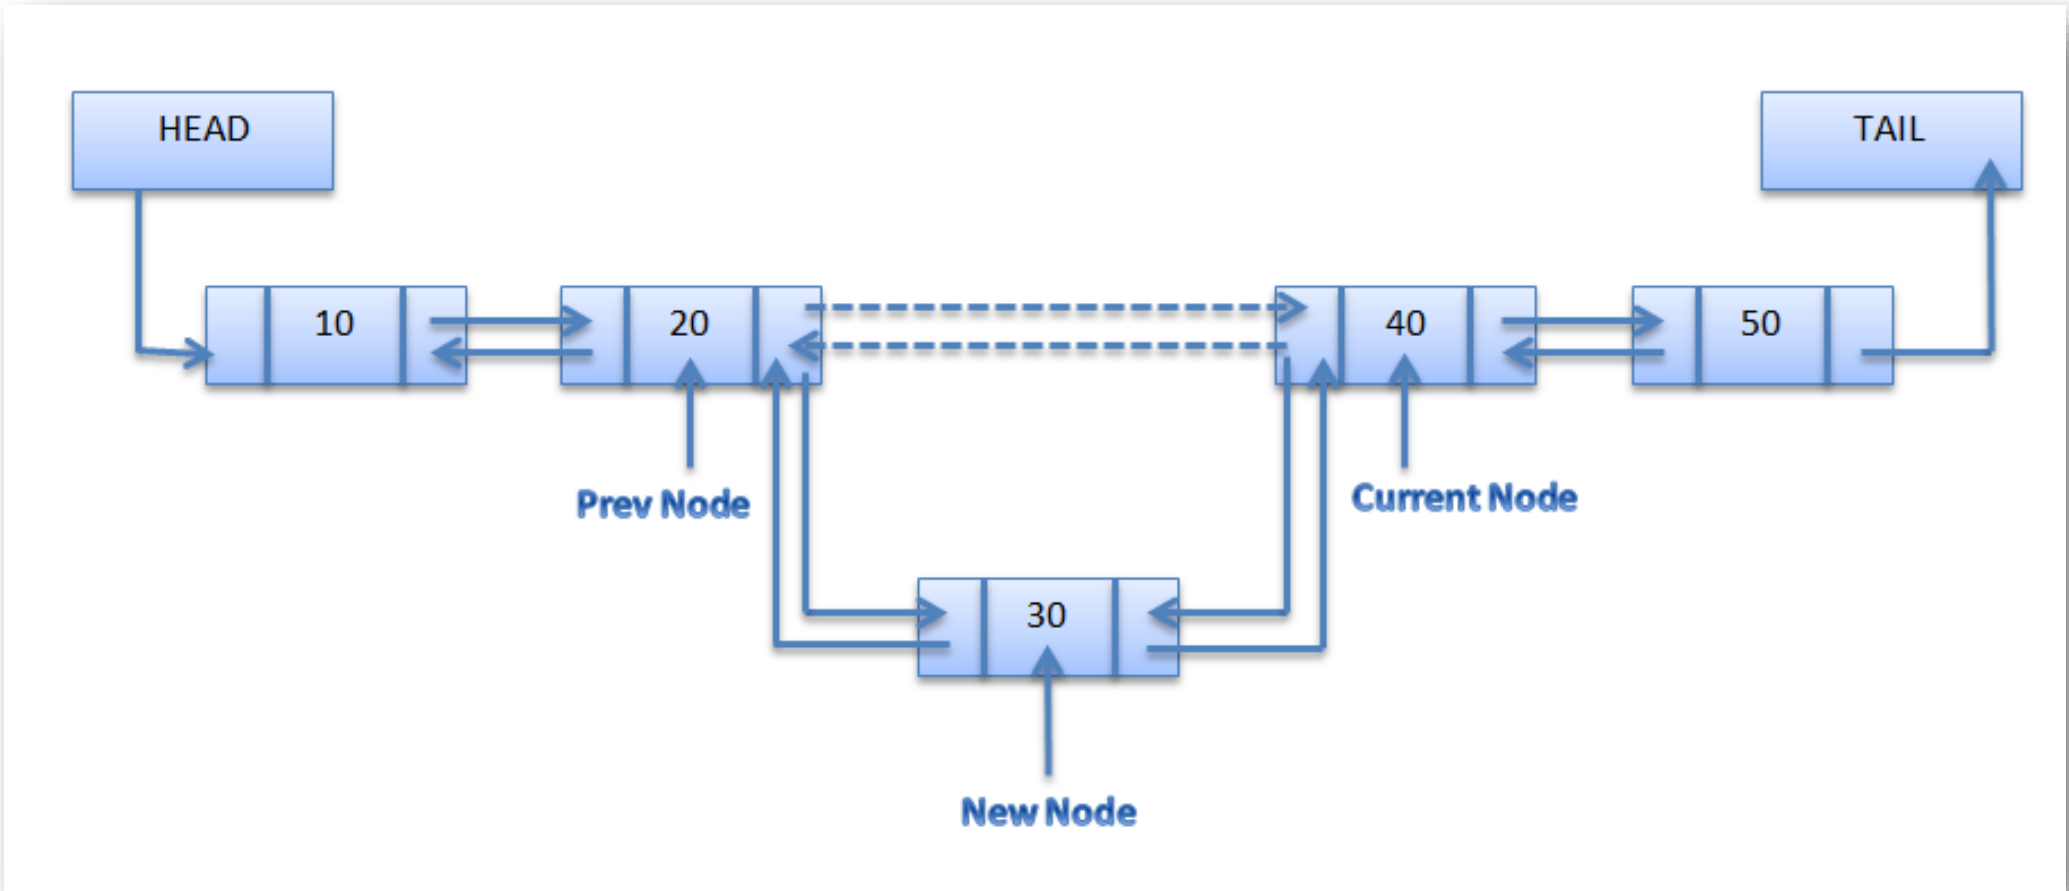 HEAD
TAIL
10
20
40
50
Prev Node
Current Node
30
New Node